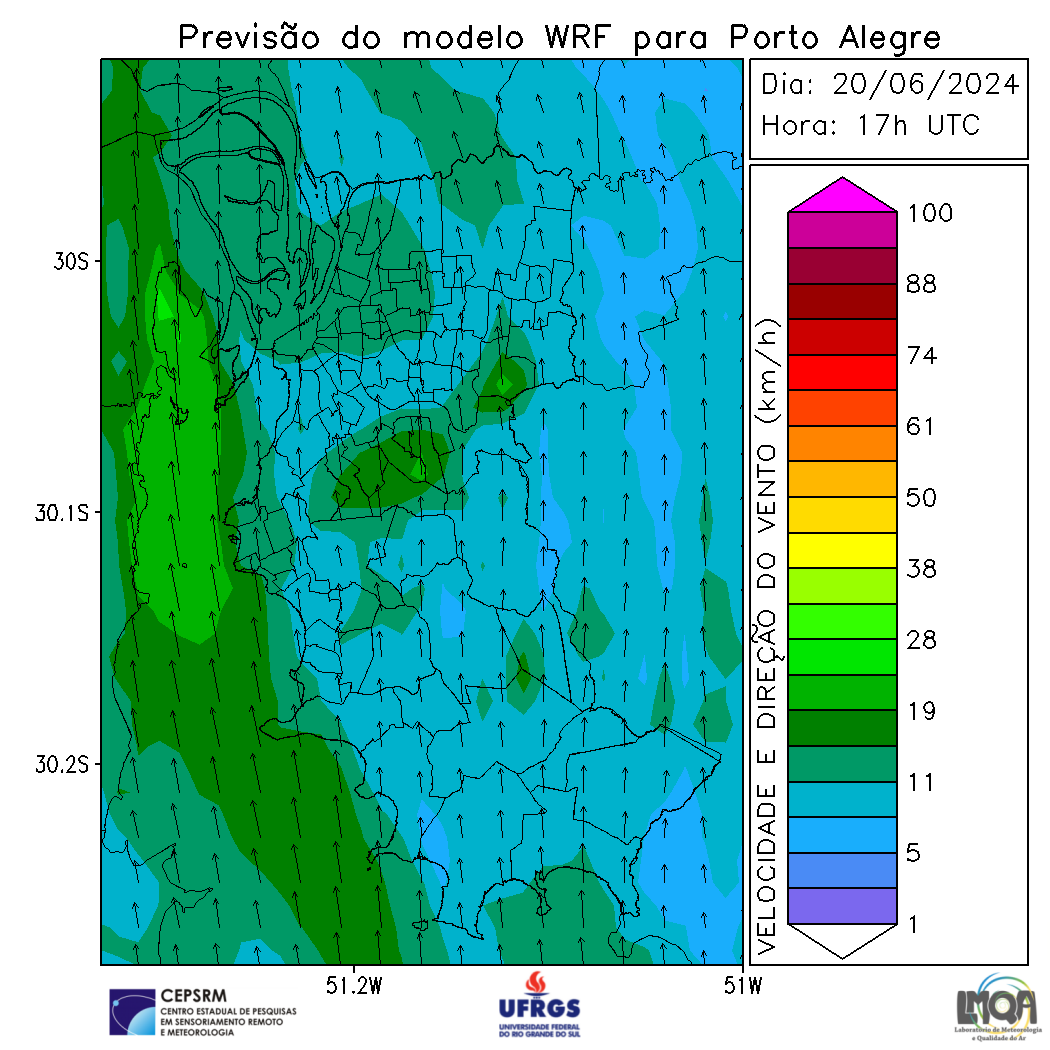 Previsão do modelo WRF para Porto Alegre
Dia: 20/06/2024
Hora: 17h UTC
30S
30.1S
30.2S
51.2W
51W
VELOCIDADE E DIREÇÃO DO VENTO (km/h)
100
88
74
61
50
38
28
19
11
5
1
CEPSRM
CENTRO ESTADUAL DE PESQUISAS
EM SENSORIAMENTO REMOTO
E METEOROLOGIA
UFRGS
UNIVERSIDADE FEDERAL
DO RIO GRANDE DO SUL
LMQA
Laboratório de Meteorologia
e Qualidade do Ar